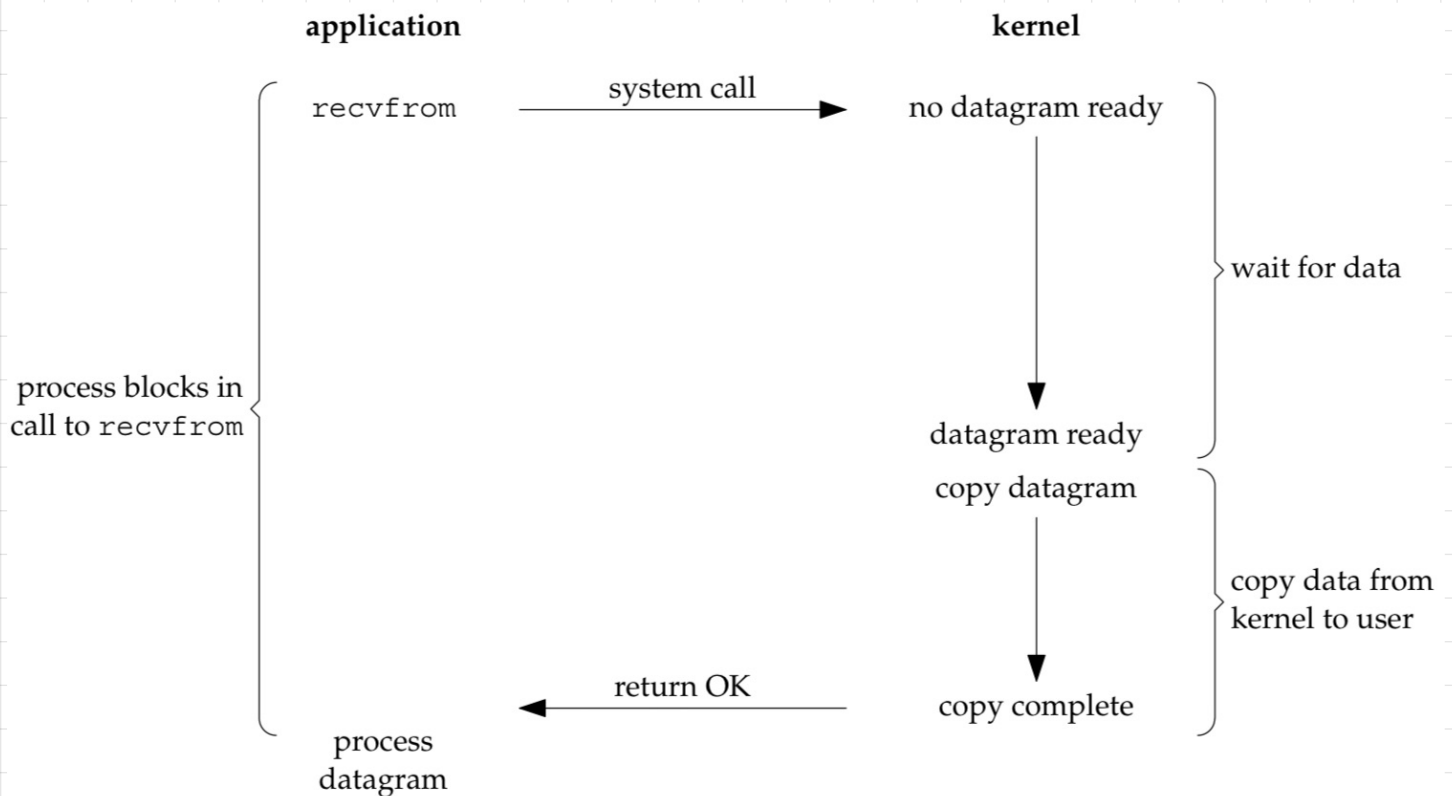 application
kernel
recvfrom
system call
no datagram ready
wait for data
process blocks in
call to recvfrom
datagram ready
copy datagram
copy data from
kernel to user
return OK
copy complete
process
datagram